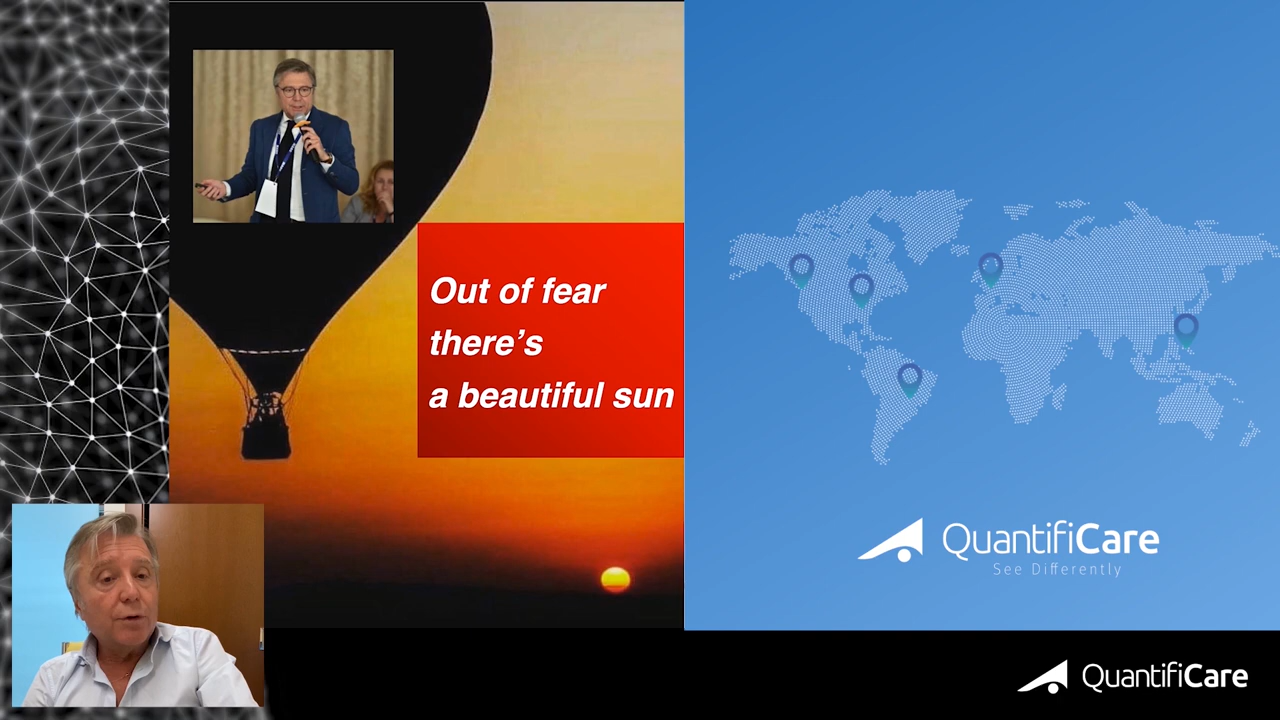 Out of fear
there’s
a beautiful sun
QuantifiCare
See Differently
QuantifiCare